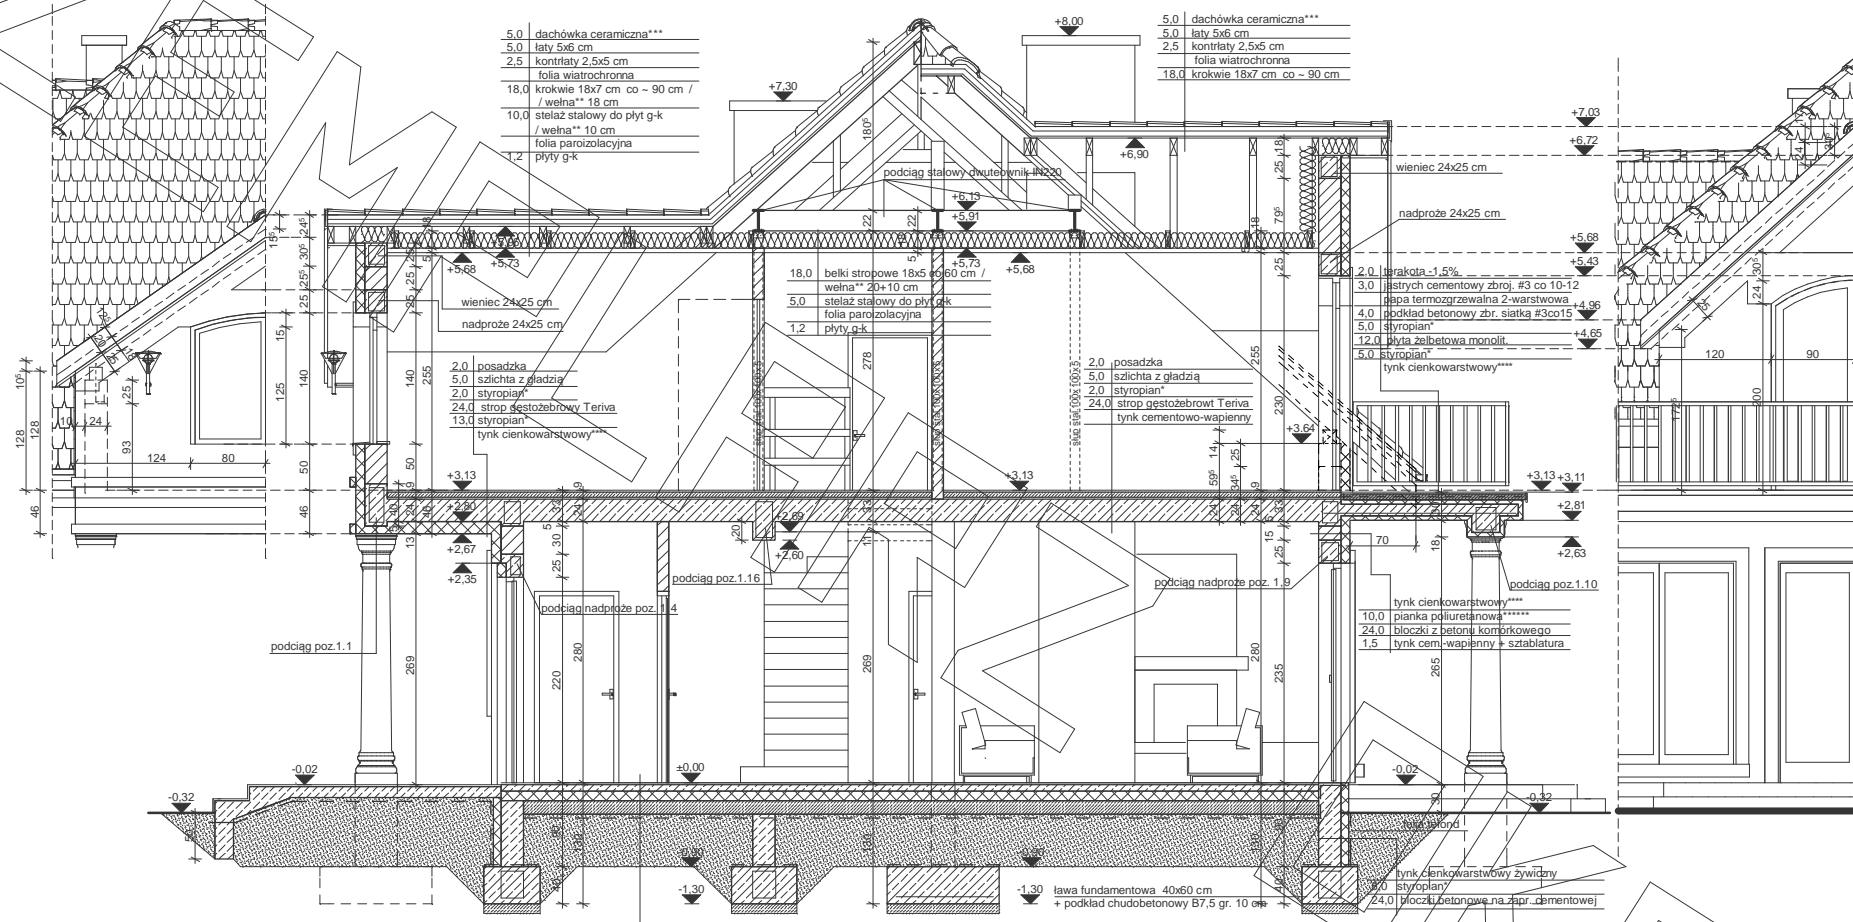 5,0 dachówka ceramiczna***
5,0 łaty 5x6 cm
2,5 kontrłaty 2,5x5 cm
folia wiatrochronna
18,0 krokwie 18x7 cm co ~ 90 cm /
/ wełna** 18 cm
10,0 stelaż stalowy do płyt g-k
/ wełna** 10 cm
folia paroizolacyjna
1,2 płyty g-k
+8,00
5,0 dachówka ceramiczna***
5,0 łaty 5x6 cm
2,5 kontrłaty 2,5x5 cm
folia wiatrochronna
18,0 krokwie 18x7 cm co ~ 90 cm
+7,30
+7,03
+6,72
+6,90
180⁵
wieniec 24x25 cm
podciąg stalowy dwuteownik IN220
+6,13
+5,91
nadproże 24x25 cm
+5,68
+5,43
+5,68
+5,73
+5,73
+5,68
18,0 belki stropowe 18x5 co 60 cm /
wełna** 20+10 cm
5,0 stelaż stalowy do płyt g-k
folia paroizolacyjna
1,2 płyty g-k
wieniec 24x25 cm
nadproże 24x25 cm
2,0 terakota -1,5%
3,0 jastrych cementowy zbroj. #3 co 10-12
papa termozgrzewalna 2-warstwowa
4,0 podkład betonowy zbr. siatką #3co15
5,0 styropian*
12,0 płyta żelbetowa monolit.
5,0 styropian*
tynk cienkowarstwowy****
+4,96
+4,65
2,0 posadzka
5,0 szlichta z gładzią
2,0 styropian*
24,0 strop gęstożebrowy Teriva
13,0 styropian*
tynk cienkowarstwowy****
278
255
230
2,0 posadzka
5,0 szlichta z gładzią
2,0 styropian*
24,0 strop gęstożebrowy Teriva
tynk cementowo-wapienny
120 90
200
172⁵
15
125
140
255
128
128
93
25
10 24
124 80
50
50
46
46
+3.64
+3,13
+3,13
+3,13
+3,11
+2,81
+2,63
+2,67
+2,35
+2,69
+2,60
70
podciąg poz.1.16
podciąg nadproże poz. 1.9
podciąg poz.1.10
podciąg nadproże poz. 1.4
podciąg poz.1.1
tynk cienkowarstwowy****
10,0 pianka poliuretanowa******
24,0 bloczki z betonu komórkowego
1,5 tynk cem.-wapienny + sztablatura
269
220
280
269
280
235
265
-0,02
±0,00
-0,02
-0,32
-0,32
-1,30
-1,30
ława fundamentowa 40x60 cm
+ podkład chudobetonowy B7,5 gr. 10 cm
tynk cienkowarstwowy żywiczny
styropian*
24,0 bloczki betonowe na zapr. cementowej